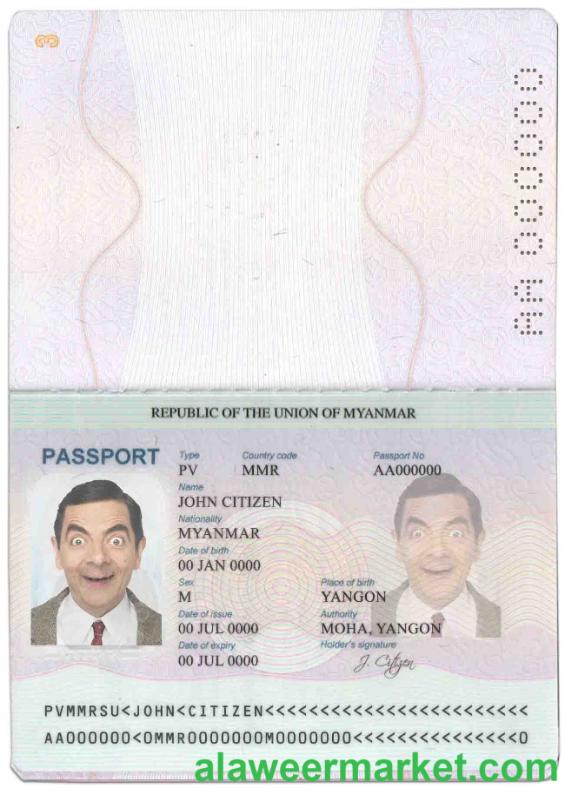 AA 000000
REPUBLIC OF THE UNION OF MYANMAR
PASSPORT
Type Country code Passport No
PV MMR AA000000
Name
JOHN CITIZEN
Nationality
MYANMAR
Date of birth
00 JAN 0000
Sex Place of birth
M YANGON
Date of issue Authority
00 JUL 0000 MOHA, YANGON
Date of expiry Holder's signature
00 JUL 0000 J. Citizen
PVMMRSU<JOHN<CITIZEN<<<<<<<<<<<<<<<<<<<<<<<<
AA000000<0MMR0000000M0000000<<<<<<<<<<<<<<<0
alaweermarket.com